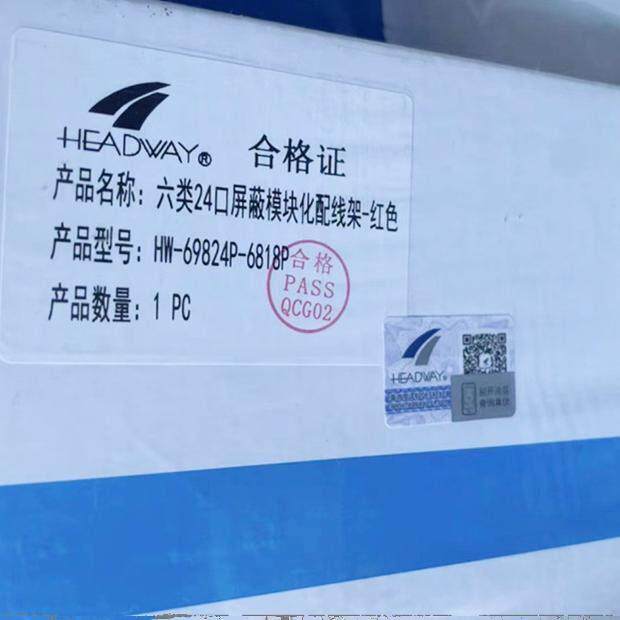 HEADWAY®
合格证
产品名称：六类24口屏蔽模块化配线架-红色
产品型号：HW-69824P-6818P
产品数量：1 PC
合格
PASS
QCG02
HEADWAY®